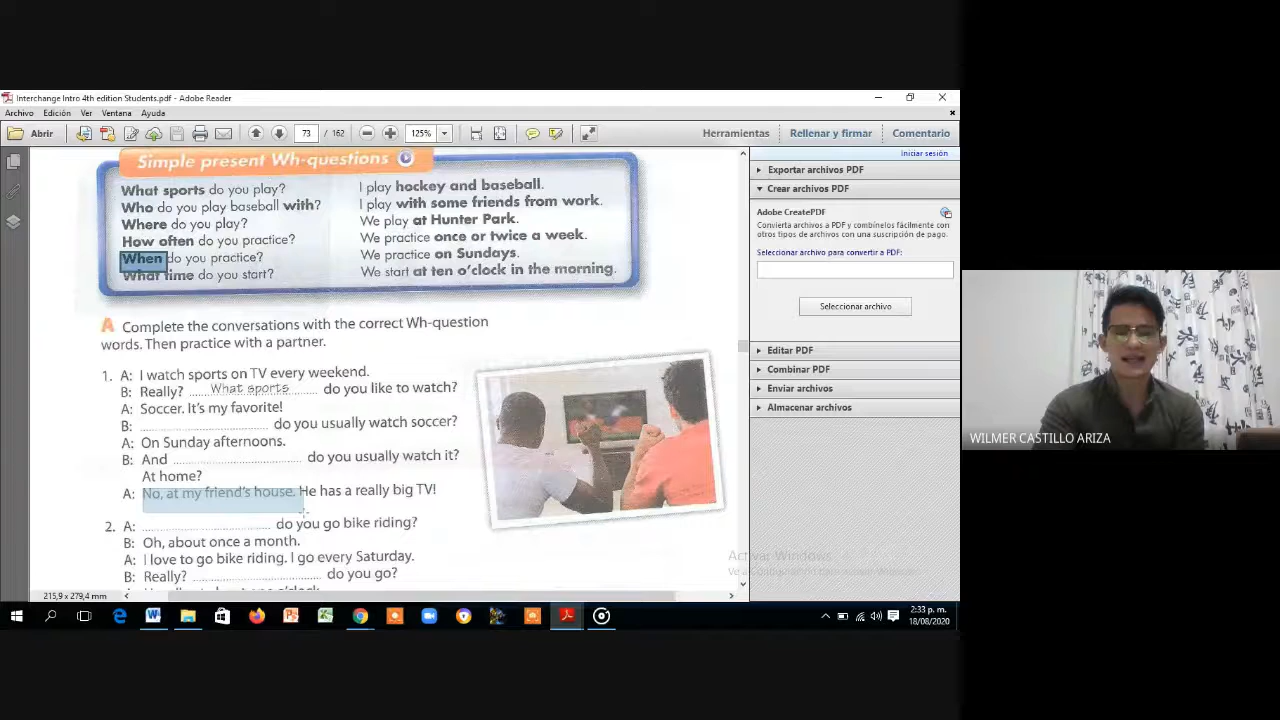 Interchange Intro 4th edition Students.pdf - Adobe Reader
Archivo Edición Ver Ventana Ayuda
Abrir 73 / 162 125% Herramientas Rellenar y firmar Comentario
Simple present Wh-questions
What sports do you play? I play hockey and baseball.
Who do you play baseball with? I play with some friends from work.
Where do you play? We play at Hunter Park.
How often do you practice? We practice once or twice a week.
When do you practice? We practice on Sundays.
What time do you start? We start at ten o'clock in the morning.
A Complete the conversations with the correct Wh-question
words. Then practice with a partner.
1. A: I watch sports on TV every weekend.
B: Really? What sports do you like to watch?
A: Soccer. It's my favorite!
B: do you usually watch soccer?
A: On Sunday afternoons.
B: And do you usually watch it?
At home?
A: No, at my friend's house. He has a really big TV!
2. A: do you go bike riding?
B: Oh, about once a month.
A: I love to go bike riding. I go every Saturday.
B: Really? do you go?
215,9 x 279,4 mm
Iniciar sesión
Exportar archivos PDF
Crear archivos PDF
Adobe CreatePDF
Convierta archivos a PDF y combínelos fácilmente con
otros tipos de archivos con una suscripción de pago.
Seleccionar archivo para convertir a PDF:
Seleccionar archivo
Editar PDF
Combinar PDF
Enviar archivos
Almacenar archivos
Activar Windows
2:33 p. m.
18/08/2020
WILMER CASTILLO ARIZA